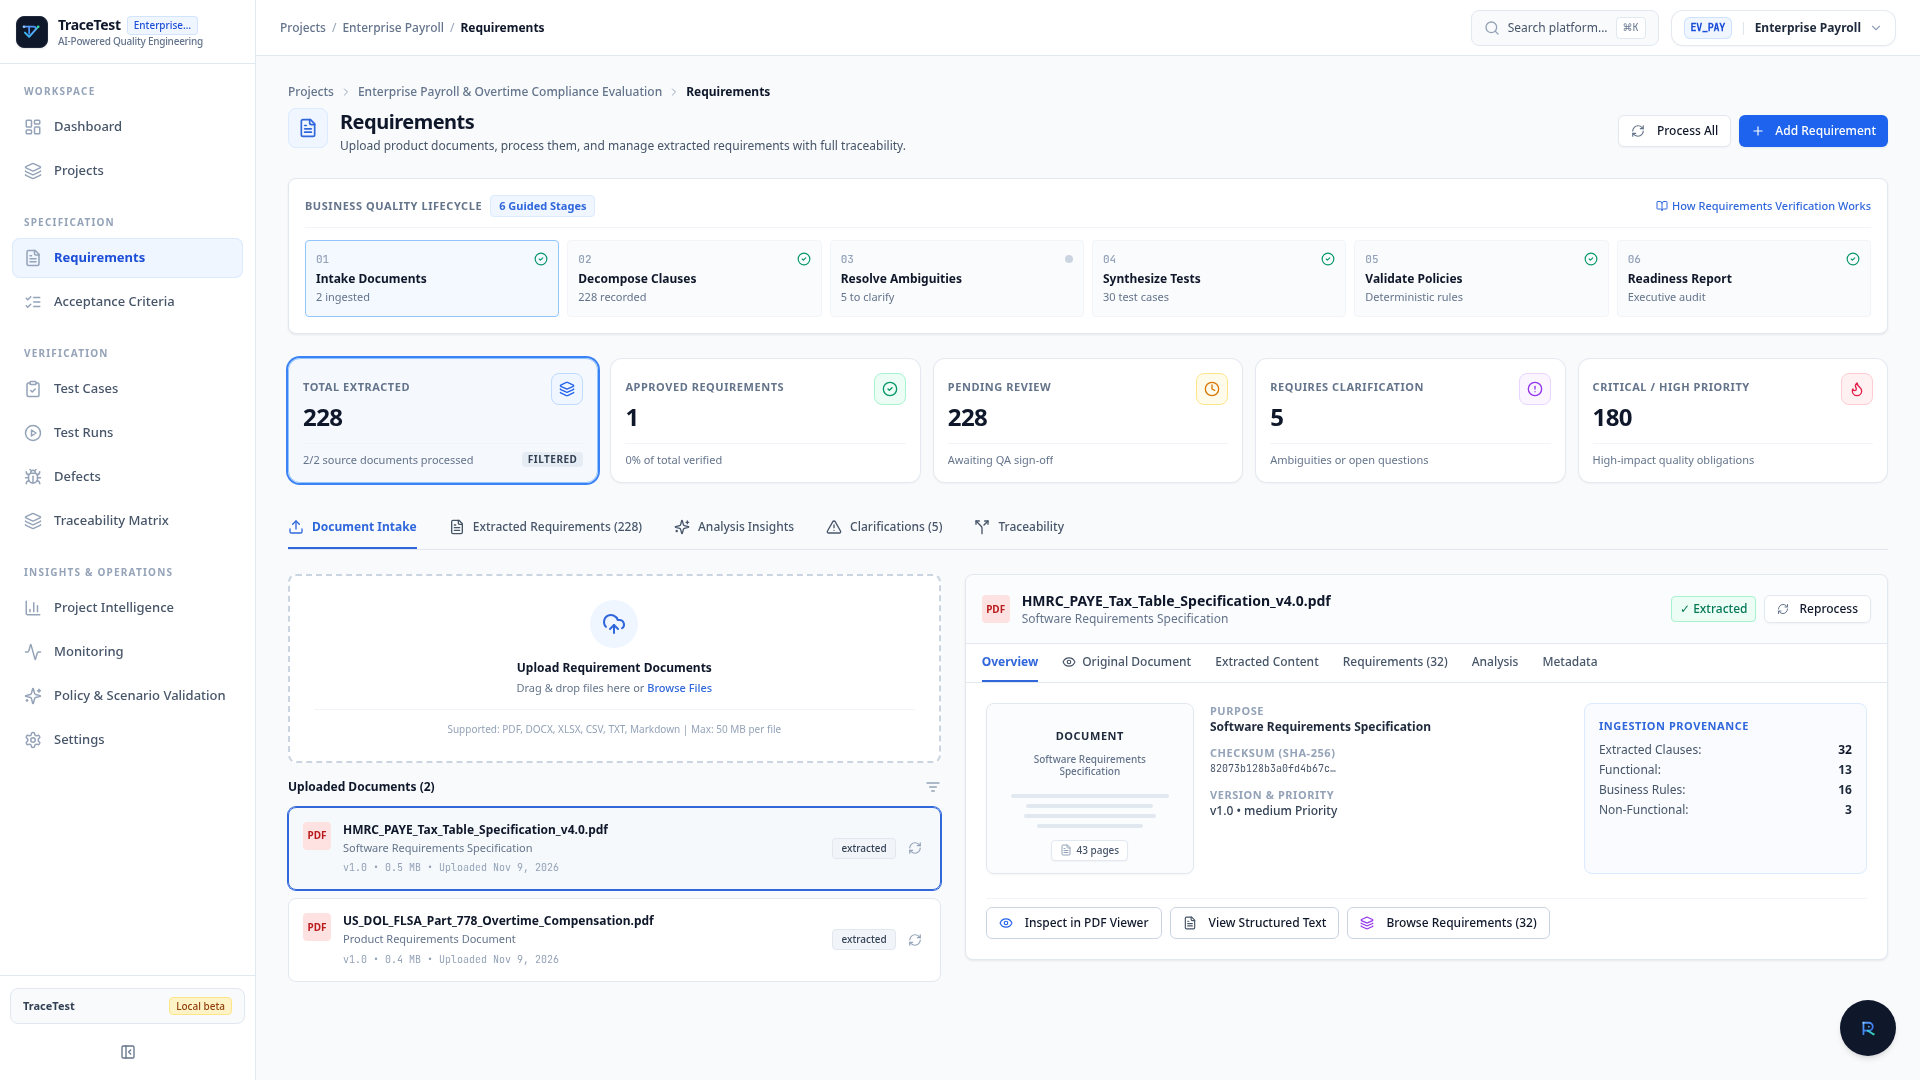 TraceTest Enterprise...
AI-Powered Quality Engineering
WORKSPACE
Dashboard
Projects
SPECIFICATION
Requirements
Acceptance Criteria
VERIFICATION
Test Cases
Test Runs
Defects
Traceability Matrix
INSIGHTS & OPERATIONS
Project Intelligence
Monitoring
Policy & Scenario Validation
Settings
TraceTest Local beta
Projects / Enterprise Payroll / Requirements
Search platform... ⌘K
EV_PAY Enterprise Payroll
Projects > Enterprise Payroll & Overtime Compliance Evaluation > Requirements
Requirements
Upload product documents, process them, and manage extracted requirements with full traceability.
Process All
+ Add Requirement
BUSINESS QUALITY LIFECYCLE 6 Guided Stages
How Requirements Verification Works
01
Intake Documents
2 ingested
02
Decompose Clauses
228 recorded
03
Resolve Ambiguities
5 to clarify
04
Synthesize Tests
30 test cases
05
Validate Policies
Deterministic rules
06
Readiness Report
Executive audit
TOTAL EXTRACTED
228
2/2 source documents processed FILTERED
APPROVED REQUIREMENTS
1
0% of total verified
PENDING REVIEW
228
Awaiting QA sign-off
REQUIRES CLARIFICATION
5
Ambiguities or open questions
CRITICAL / HIGH PRIORITY
180
High-impact quality obligations
Document Intake
Extracted Requirements (228)
Analysis Insights
Clarifications (5)
Traceability
Upload Requirement Documents
Drag & drop files here or Browse Files
Supported: PDF, DOCX, XLSX, CSV, TXT, Markdown | Max: 50 MB per file
Uploaded Documents (2)
PDF
HMRC_PAYE_Tax_Table_Specification_v4.0.pdf
Software Requirements Specification
v1.0 • 0.5 MB • Uploaded Nov 9, 2026
extracted
PDF
US_DOL_FLSA_Part_778_Overtime_Compensation.pdf
Product Requirements Document
v1.0 • 0.4 MB • Uploaded Nov 9, 2026
extracted
PDF
HMRC_PAYE_Tax_Table_Specification_v4.0.pdf
Software Requirements Specification
✓ Extracted
Reprocess
Overview
Original Document
Extracted Content
Requirements (32)
Analysis
Metadata
DOCUMENT
Software Requirements
Specification
43 pages
PURPOSE
Software Requirements Specification
CHECKSUM (SHA-256)
82073b128b3a0fd4b67c…
VERSION & PRIORITY
v1.0 • medium Priority
INGESTION PROVENANCE
Extracted Clauses: 32
Functional: 13
Business Rules: 16
Non-Functional: 3
Inspect in PDF Viewer
View Structured Text
Browse Requirements (32)